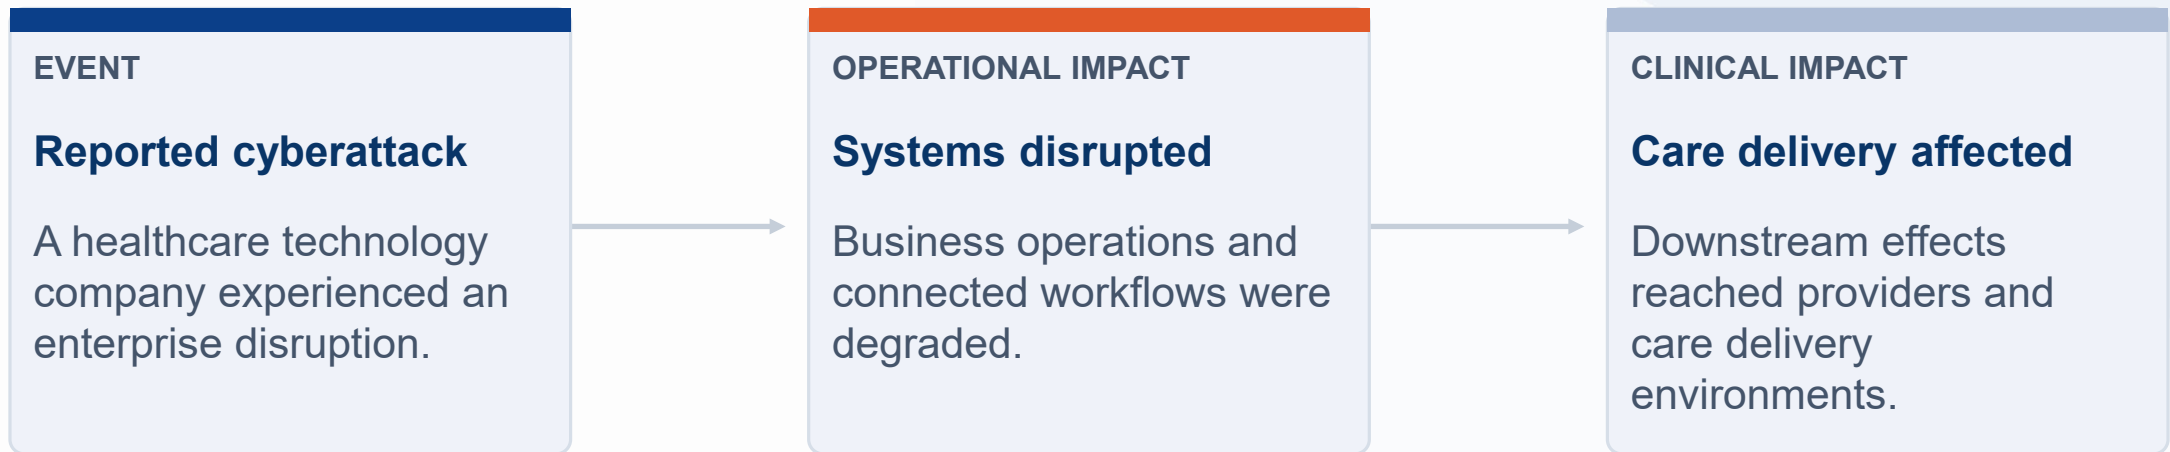 EVENT
Reported cyberattack
A healthcare technology
company experienced an
enterprise disruption.
OPERATIONAL IMPACT
Systems disrupted
Business operations and
connected workflows were
degraded.
CLINICAL IMPACT
Care delivery affected
Downstream effects
reached providers and
care delivery
environments.